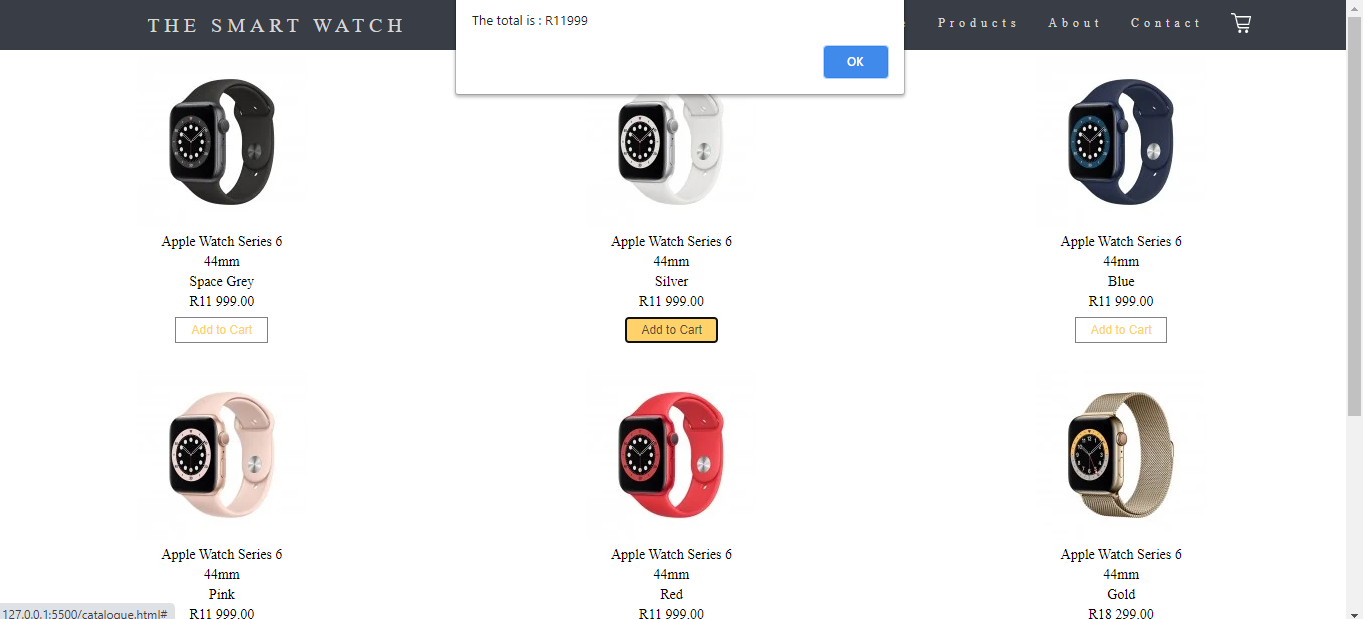 THE SMART WATCH
The total is : R11999
OK
Products
About
Contact
Apple Watch Series 6
44mm
Space Grey
R11 999.00
Add to Cart
Apple Watch Series 6
44mm
Silver
R11 999.00
Add to Cart
Apple Watch Series 6
44mm
Blue
R11 999.00
Add to Cart
Apple Watch Series 6
44mm
Pink
R11 999.00
Apple Watch Series 6
44mm
Red
R11 999.00
Apple Watch Series 6
44mm
Gold
R18 299.00
127.0.0.1:5500/catalogue.html#